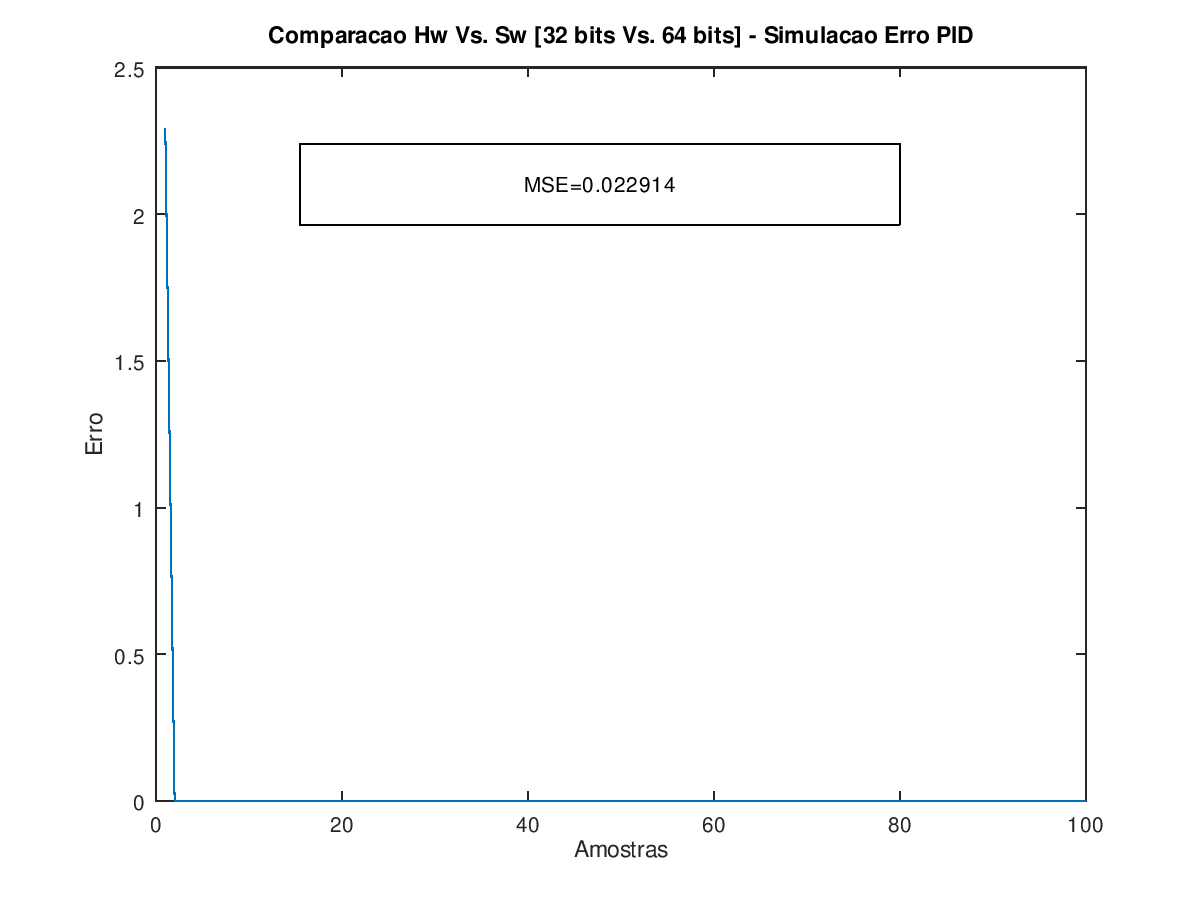 Comparacao Hw Vs. Sw [32 bits Vs. 64 bits] - Simulacao Erro PID
2.5
2
1.5
1
0.5
0
Erro
MSE=0.022914
0 20 40 60 80 100
Amostras